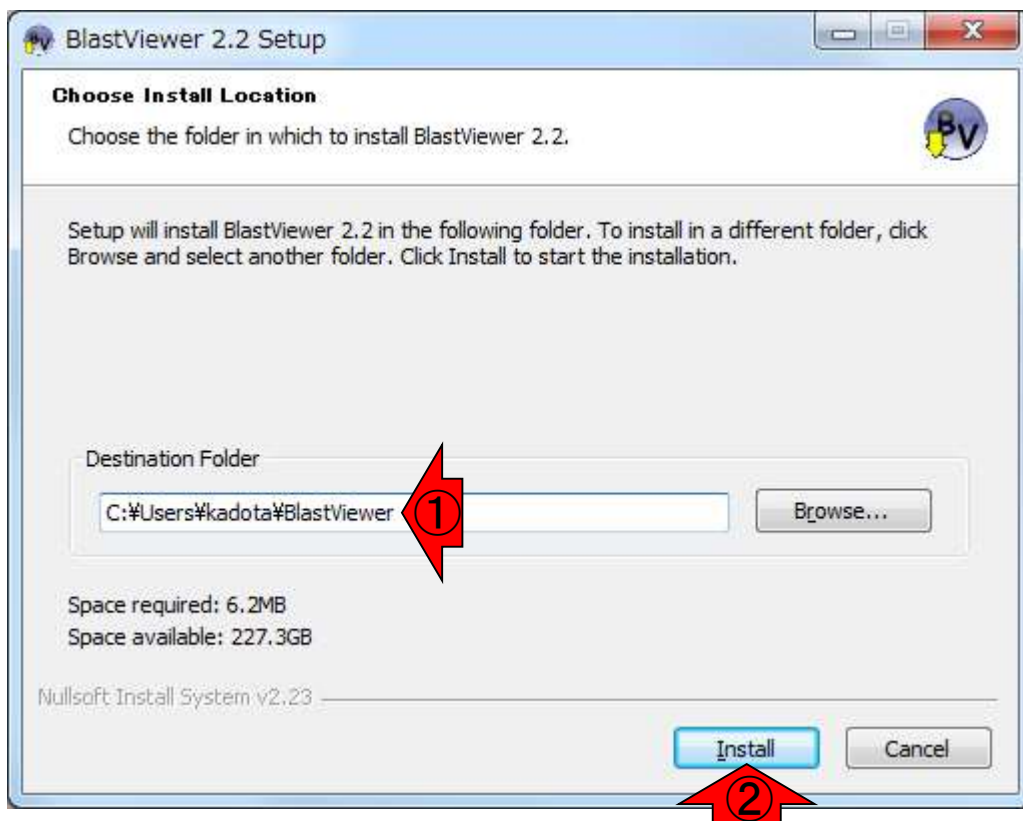 BlastViewer 2.2 Setup
Choose Install Location
Choose the folder in which to install BlastViewer 2.2.
BV
Setup will install BlastViewer 2.2 in the following folder. To install in a different folder, click
Browse and select another folder. Click Install to start the installation.
Destination Folder
C:¥Users¥kadota¥BlastViewer
①
Browse...
Space required: 6.2MB
Space available: 227.3GB
Nullsoft Install System v2.23
Install
Cancel
②